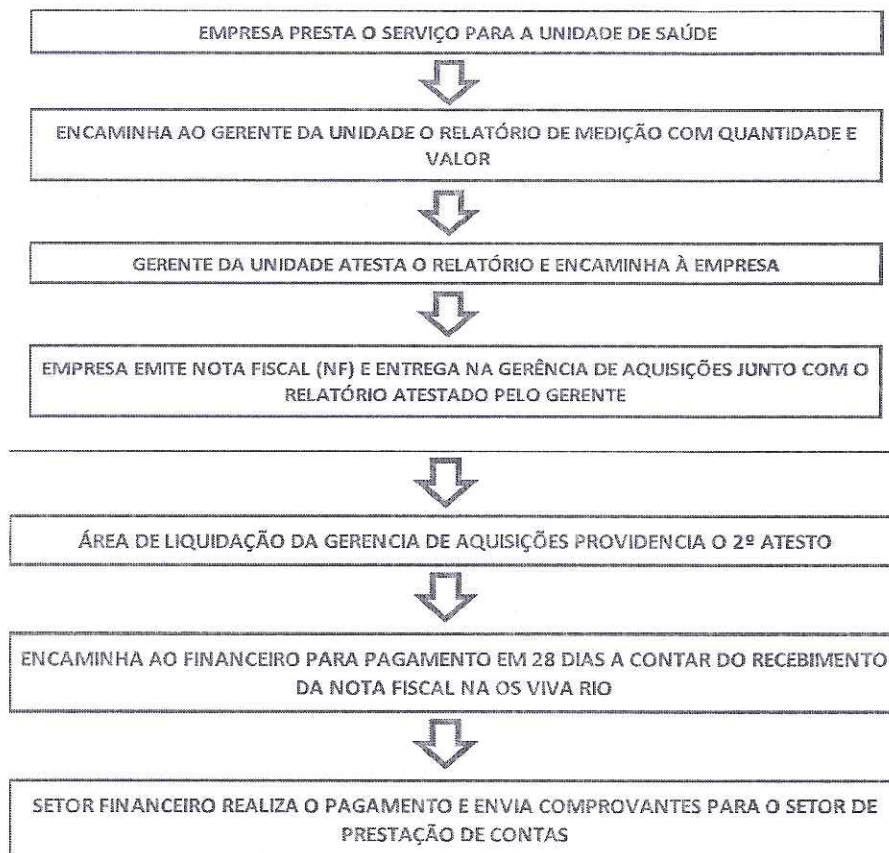 EMPRESA PRESTA O SERVIÇO PARA A UNIDADE DE SAÚDE
ENCAMINHA AO GERENTE DA UNIDADE O RELATÓRIO DE MEDIÇÃO COM QUANTIDADE E
VALOR
GERENTE DA UNIDADE ATESTA O RELATÓRIO E ENCAMINHA À EMPRESA
EMPRESA EMITE NOTA FISCAL (NF) E ENTREGA NA GERÊNCIA DE AQUISIÇÕES JUNTO COM O
RELATÓRIO ATESTADO PELO GERENTE
ÁREA DE LIQUIDAÇÃO DA GERENCIA DE AQUISIÇÕES PROVIDENCIA O 2º ATESTO
ENCAMINHA AO FINANCEIRO PARA PAGAMENTO EM 28 DIAS A CONTAR DO RECEBIMENTO
DA NOTA FISCAL NA OS VIVA RIO
SETOR FINANCEIRO REALIZA O PAGAMENTO E ENVIA COMPROVANTES PARA O SETOR DE
PRESTAÇÃO DE CONTAS